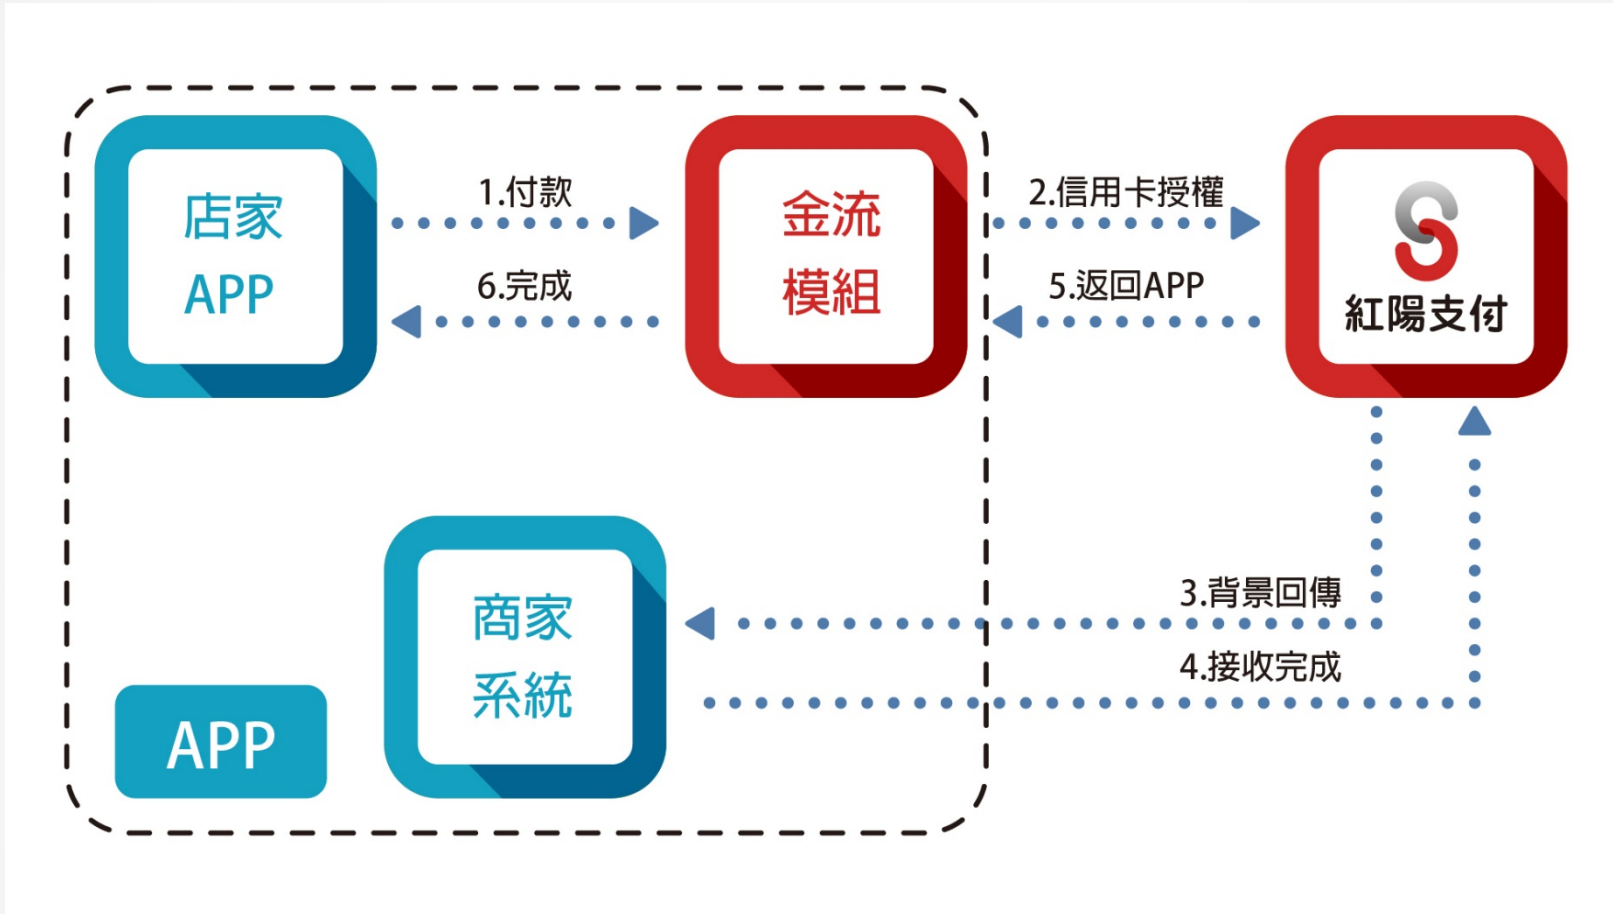 店家
APP
1.付款
6.完成
金流
模組
2.信用卡授權
5.返回APP
紅陽支付
商家
系統
3.背景回傳
4.接收完成
APP